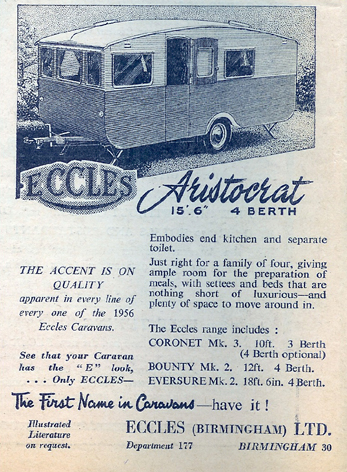 ECCLES
Aristocrat
15'.6" 4 BERTH
Embodies end kitchen and separate
toilet.
Just right for a family of four, giving
ample room for the preparation of
meals, with settees and beds that are
nothing short of luxurious—and
plenty of space to move around in.
THE ACCENT IS ON
QUALITY
apparent in every line of
every one of the 1956
Eccles Caravans.
The Eccles range includes :
CORONET Mk. 3. 10ft. 3 Berth
(4 Berth optional)
BOUNTY Mk. 2. 12ft. 4 Berth.
EVERSURE Mk. 2. 18ft. 6in. 4 Berth.
See that your Caravan
has the "E" look,
. . . Only ECCLES—
The First Name in Caravans—have it !
Illustrated
Literature
on request.
ECCLES (BIRMINGHAM) LTD.
Department 177 BIRMINGHAM 30